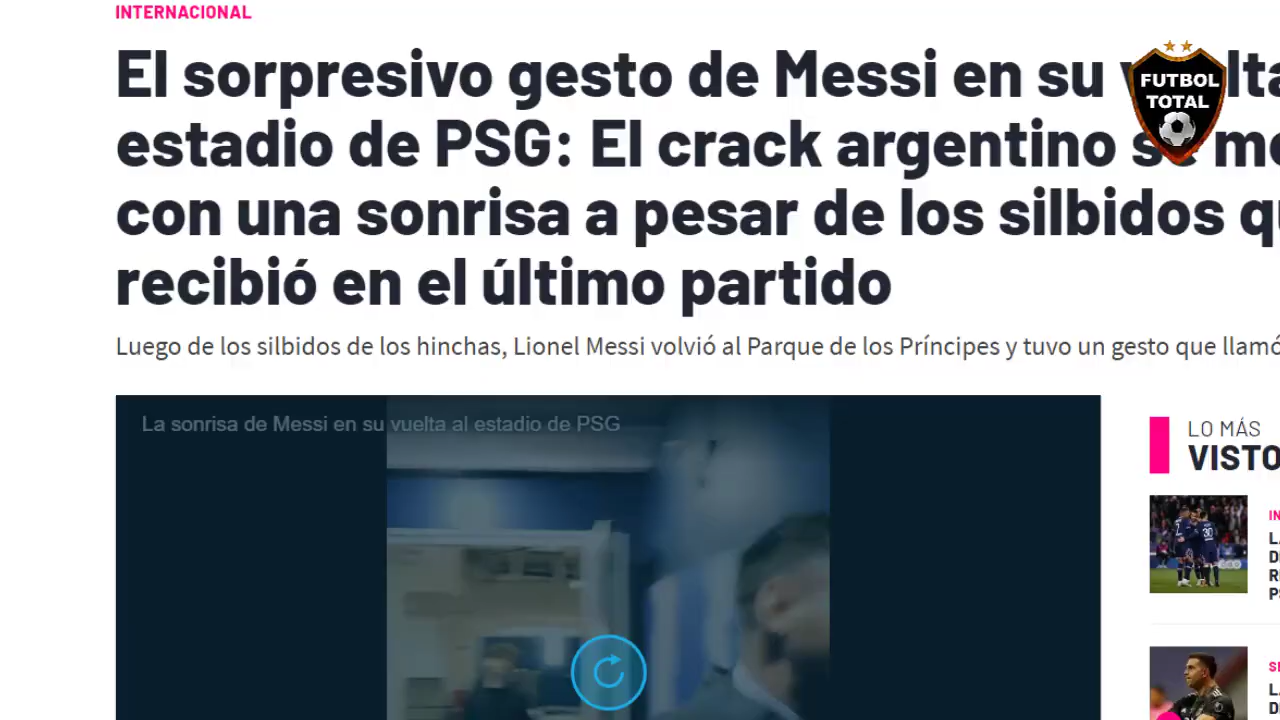 INTERNACIONAL
El sorpresivo gesto de Messi en su
estadio de PSG: El crack argentino
con una sonrisa a pesar de los silbidos
recibió en el último partido
Luego de los silbidos de los hinchas, Lionel Messi volvió al Parque de los Príncipes y tuvo un gesto que llamó
FUTBOL
TOTAL
La sonrisa de Messi en su vuelta al estadio de PSG
LO MÁS
VISTO
30